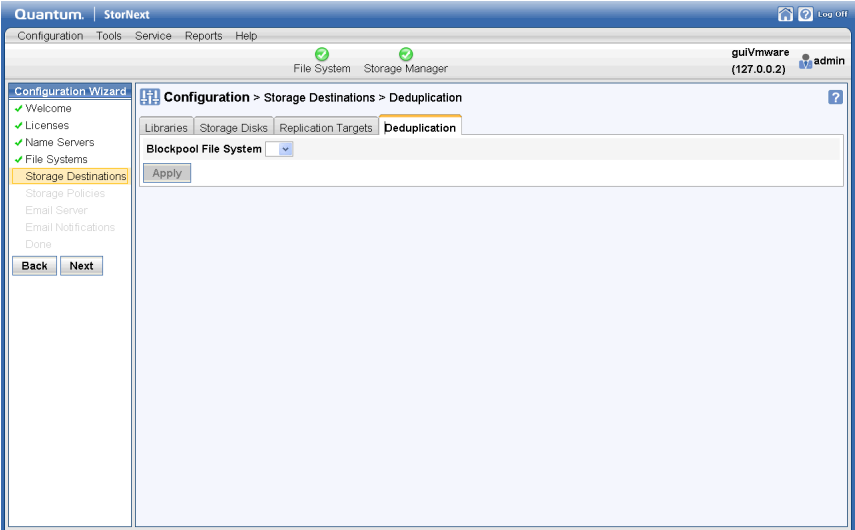 Quantum. StorNext
Log Off
Configuration Tools Service Reports Help
File System Storage Manager
guiVmware
(127.0.0.2)
admin
Configuration Wizard
Welcome
Licenses
Name Servers
File Systems
Storage Destinations
Storage Policies
Email Server
Email Notifications
Done
Back Next
Configuration > Storage Destinations > Deduplication
?
Libraries Storage Disks Replication Targets Deduplication
Blockpool File System
Apply